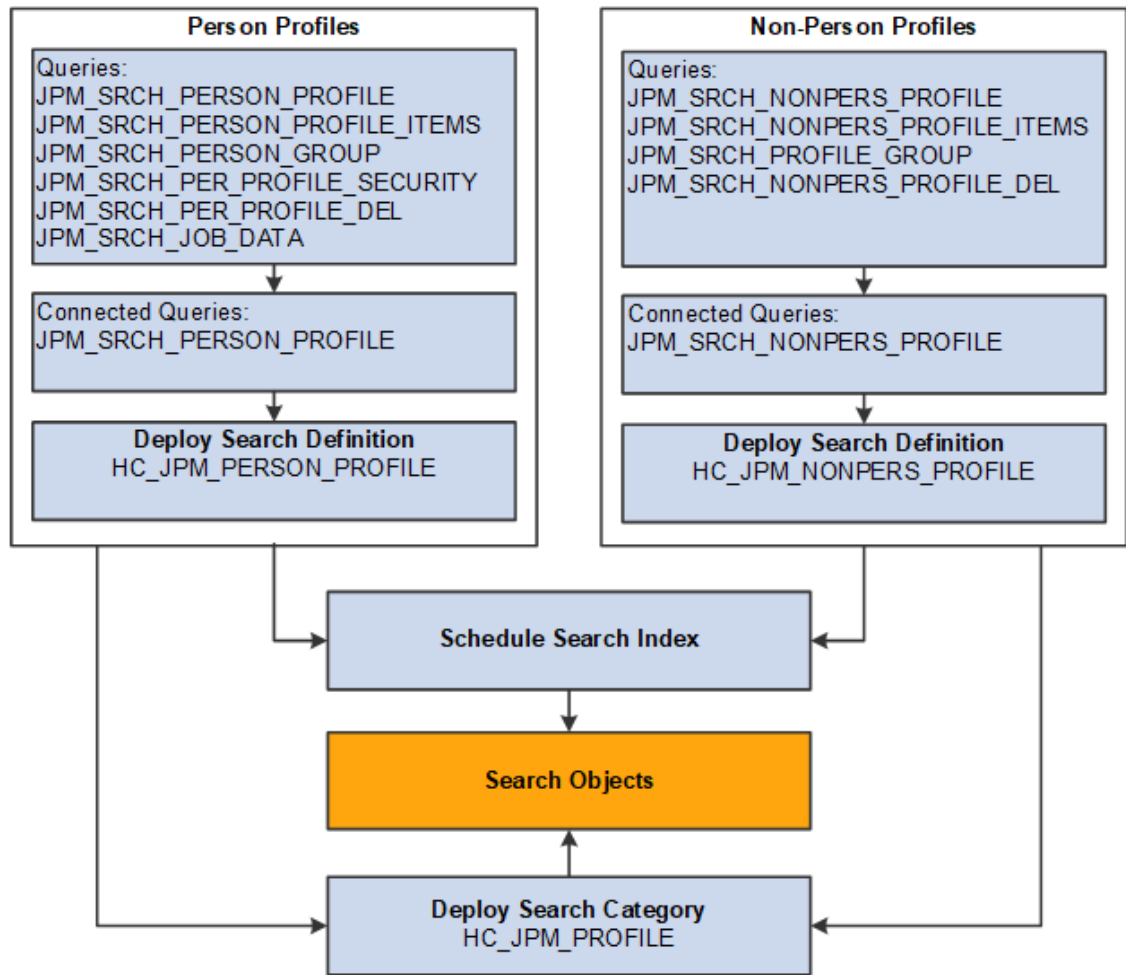 Person Profiles
Queries:
JPM_SRCH_PERSON_PROFILE
JPM_SRCH_PERSON_PROFILE_ITEMS
JPM_SRCH_PERSON_GROUP
JPM_SRCH_PER_PROFILE_SECURITY
JPM_SRCH_PER_PROFILE_DEL
JPM_SRCH_JOB_DATA
Connected Queries:
JPM_SRCH_PERSON_PROFILE
Deploy Search Definition
HC_JPM_PERSON_PROFILE
Non-Person Profiles
Queries:
JPM_SRCH_NONPERS_PROFILE
JPM_SRCH_NONPERS_PROFILE_ITEMS
JPM_SRCH_PROFILE_GROUP
JPM_SRCH_NONPERS_PROFILE_DEL
Connected Queries:
JPM_SRCH_NONPERS_PROFILE
Deploy Search Definition
HC_JPM_NONPERS_PROFILE
Schedule Search Index
Search Objects
Deploy Search Category
HC_JPM_PROFILE